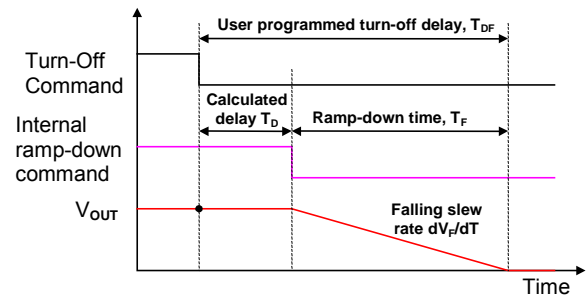 User programmed turn-off delay, TDF
Turn-Off
Command
Calculated
delay TD
Ramp-down time, TF
Internal
ramp-down
command
VOUT
Falling slew
rate dVF/dT
Time